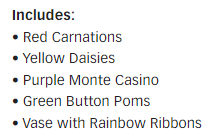 Includes:
• Red Carnations
• Yellow Daisies
• Purple Monte Casino
• Green Button Poms
• Vase with Rainbow Ribbons